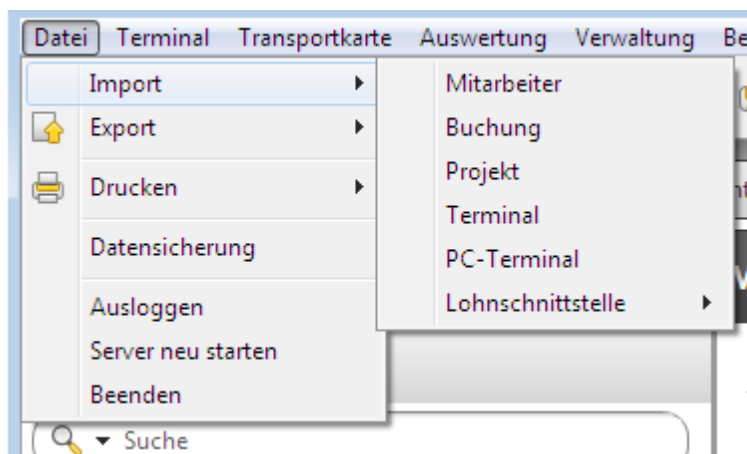 Datei Terminal Transportkarte Auswertung Verwaltung Be
Import
Export
Drucken
Datensicherung
Ausloggen
Server neu starten
Beenden
Mitarbeiter
Buchung
Projekt
Terminal
PC-Terminal
Lohnschnittstelle
Suche